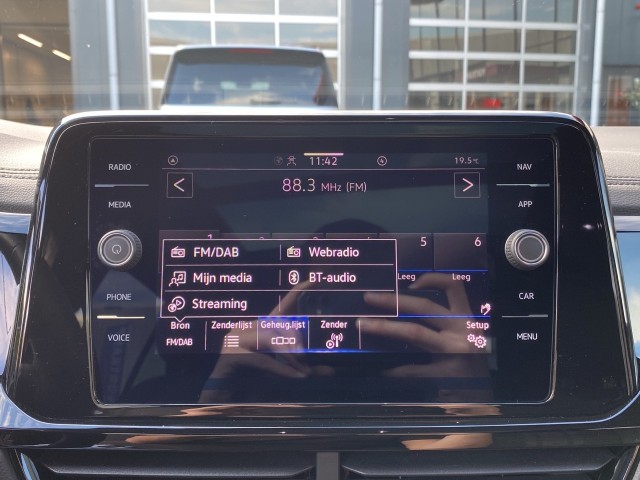 11:42
19.5°C
RADIO
NAV
88.3 MHz (FM)
MEDIA
APP
5
6
FM/DAB
Webradio
Mijn media
BT-audio
Leeg
Leeg
Streaming
PHONE
CAR
Bron
Zenderlijst
Geheug.lijst
Zender
Setup
FM/DAB
VOICE
MENU